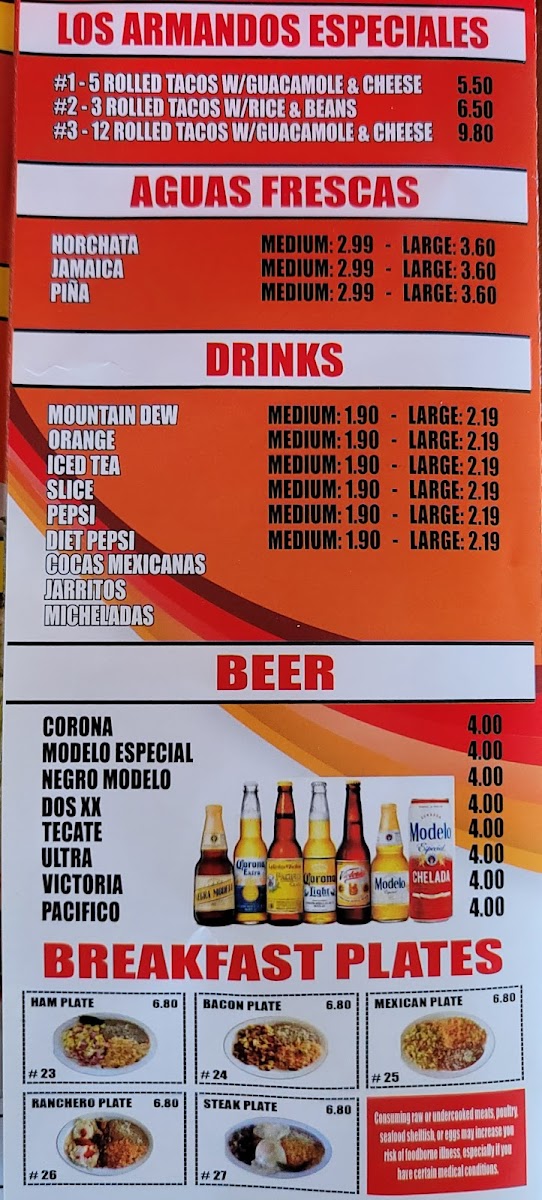 LOS ARMANDOS ESPECIALES
#1 - 5 ROLLED TACOS W/GUACAMOLE & CHEESE 5.50
#2 - 3 ROLLED TACOS W/RICE & BEANS 6.50
#3 - 12 ROLLED TACOS W/GUACAMOLE & CHEESE 9.80
AGUAS FRESCAS
HORCHATA MEDIUM: 2.99 - LARGE: 3.60
JAMAICA MEDIUM: 2.99 - LARGE: 3.60
PIÑA MEDIUM: 2.99 - LARGE: 3.60
DRINKS
MOUNTAIN DEW MEDIUM: 1.90 - LARGE: 2.19
ORANGE MEDIUM: 1.90 - LARGE: 2.19
ICED TEA MEDIUM: 1.90 - LARGE: 2.19
SLICE MEDIUM: 1.90 - LARGE: 2.19
PEPSI MEDIUM: 1.90 - LARGE: 2.19
DIET PEPSI MEDIUM: 1.90 - LARGE: 2.19
COCAS MEXICANAS
JARRITOS
MICHELADAS
BEER
CORONA 4.00
MODELO ESPECIAL 4.00
NEGRO MODELO 4.00
DOS XX 4.00
TECATE 4.00
ULTRA 4.00
VICTORIA 4.00
PACIFICO 4.00
Corona
Extra
Corona
Light
Modelo
Modelo
Especial
CHELADA
BREAKFAST PLATES
HAM PLATE 6.80
#23
BACON PLATE 6.80
#24
MEXICAN PLATE 6.80
#25
RANCHERO PLATE 6.80
#26
STEAK PLATE 6.80
#27
Consuming raw or undercooked meats, poultry,
seafood shellfish, or eggs may increase you
risk of foodborne illness, especially if you
have certain medical conditions.